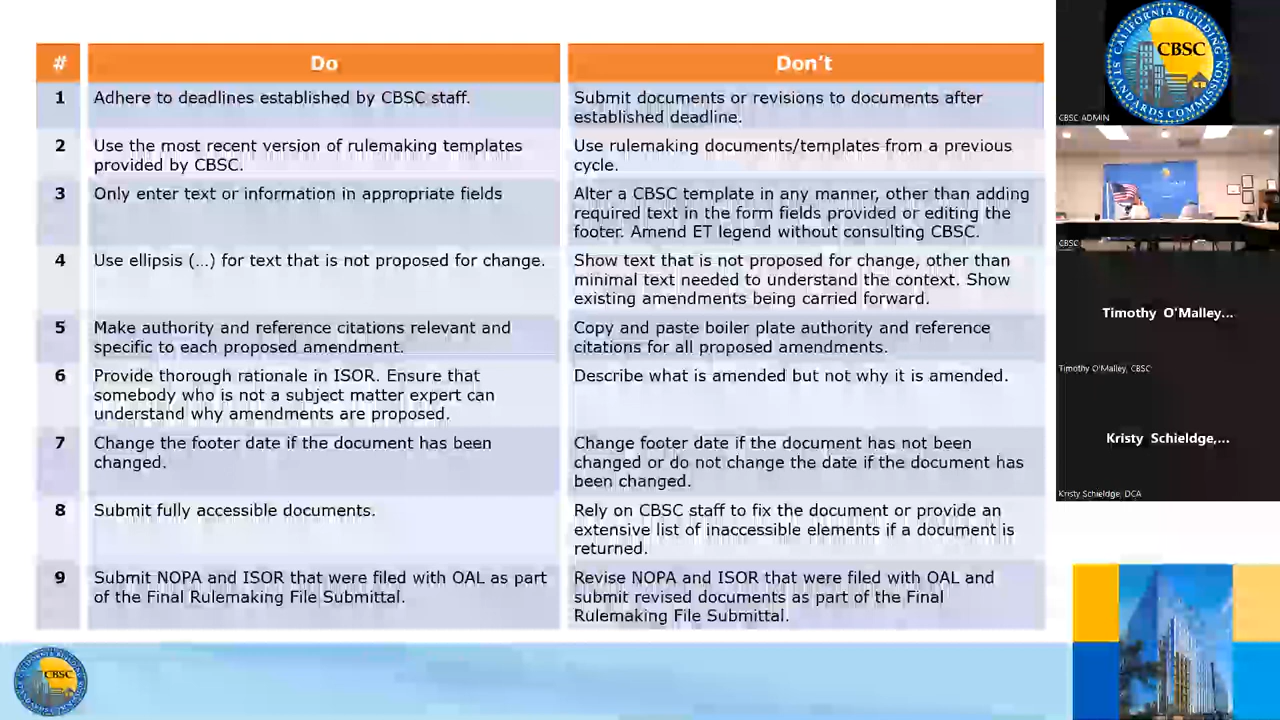 # Do Don't
1 Adhere to deadlines established by CBSC staff. Submit documents or revisions to documents after
established deadline.
2 Use the most recent version of rulemaking templates Use rulemaking documents/templates from a previous
provided by CBSC. cycle.
3 Only enter text or information in appropriate fields Alter a CBSC template in any manner, other than adding
required text in the form fields provided or editing the
footer. Amend ET legend without consulting CBSC.
4 Use ellipsis (...) for text that is not proposed for change. Show text that is not proposed for change, other than
minimal text needed to understand the context. Show
existing amendments being carried forward.
5 Make authority and reference citations relevant and Copy and paste boiler plate authority and reference
specific to each proposed amendment. citations for all proposed amendments.
6 Provide thorough rationale in ISOR. Ensure that Describe what is amended but not why it is amended.
somebody who is not a subject matter expert can
understand why amendments are proposed.
7 Change the footer date if the document has been Change footer date if the document has not been
changed. changed or do not change the date if the document has
been changed.
8 Submit fully accessible documents. Rely on CBSC staff to fix the document or provide an
extensive list of inaccessible elements if a document is
returned.
9 Submit NOPA and ISOR that were filed with OAL as part Revise NOPA and ISOR that were filed with OAL and
of the Final Rulemaking File Submittal. submit revised documents as part of the Final
Rulemaking File Submittal.
CALIFORNIA BUILDING STANDARDS COMMISSION
CBSC
CBSC ADMIN
CBSC
Timothy O'Malley...
Timothy O'Malley, CBSC
Kristy Schieldge,...
Kristy Schieldge, DCA
CBSC